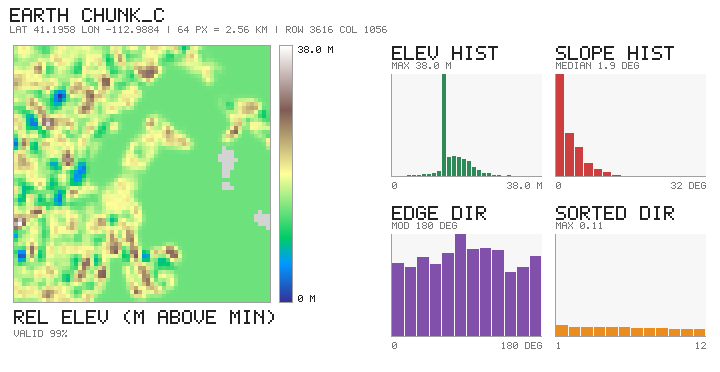 EARTH CHUNK_C
LAT 41.1958 LON -112.9884 | 64 PX = 2.56 KM | ROW 3616 COL 1056
38.0 M
0 M
REL ELEV (M ABOVE MIN)
VALID 99%
ELEV HIST
MAX 38.0 M
0 38.0 M
SLOPE HIST
MEDIAN 1.9 DEG
0 32 DEG
EDGE DIR
MOD 180 DEG
0 180 DEG
SORTED DIR
MAX 0.11
1 12